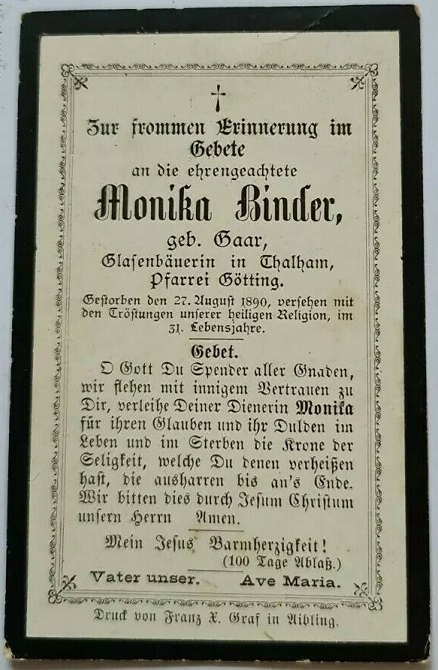 Zur frommen Erinnerung im
Gebete
an die ehrengeachtete
Monika Binder,
geb. Gaar,
Glasenbäuerin in Thalham,
Pfarrei Götting.
Gestorben den 27. August 1890, versehen mit
den Tröstungen unserer heiligen Religion, im
31. Lebensjahre.
Gebet.
O Gott Du Spender aller Gnaden,
wir flehen mit innigem Vertrauen zu
Dir, verleihe Deiner Dienerin Monika
für ihren Glauben und ihr Dulden im
Leben und im Sterben die Krone der
Seligkeit, welche Du denen verheißen
hast, die ausharren bis an's Ende.
Wir bitten dies durch Jesum Christum
unsern Herrn Amen.
Mein Jesus Barmherzigkeit!
(100 Tage Ablaß.)
Vater unser. Ave Maria.
Druck von Franz X. Graf in Aibling.